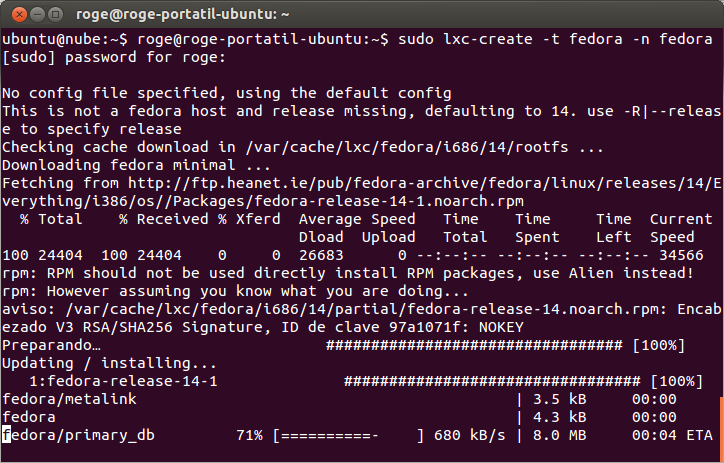 roge@roge-portatil-ubuntu: ~
ubuntu@nube:~$ roge@roge-portatil-ubuntu:~$ sudo lxc-create -t fedora -n fedora
[sudo] password for roge:
No config file specified, using the default config
This is not a fedora host and release missing, defaulting to 14. use -R|--releas
e to specify release
Checking cache download in /var/cache/lxc/fedora/i686/14/rootfs ...
Downloading fedora minimal ...
Fetching from http://ftp.heanet.ie/pub/fedora-archive/fedora/linux/releases/14/E
verything/i386/os//Packages/fedora-release-14-1.noarch.rpm
  % Total    % Received % Xferd  Average Speed   Time    Time     Time  Current
                                 Dload  Upload   Total   Spent    Left  Speed
100 24404  100 24404    0     0  26683      0 --:--:-- --:--:-- --:--:-- 34566
rpm: RPM should not be used directly install RPM packages, use Alien instead!
rpm: However assuming you know what you are doing...
aviso: /var/cache/lxc/fedora/i686/14/partial/fedora-release-14.noarch.rpm: Encab
ezado V3 RSA/SHA256 Signature, ID de clave 97a1071f: NOKEY
Preparando…                         ################################# [100%]
Updating / installing...
   1:fedora-release-14-1              ################################# [100%]
fedora/metalink                                          | 3.5 kB     00:00
fedora                                                   | 4.3 kB     00:00
fedora/primary_db         71% [==========-    ] 680 kB/s | 8.0 MB     00:04 ETA